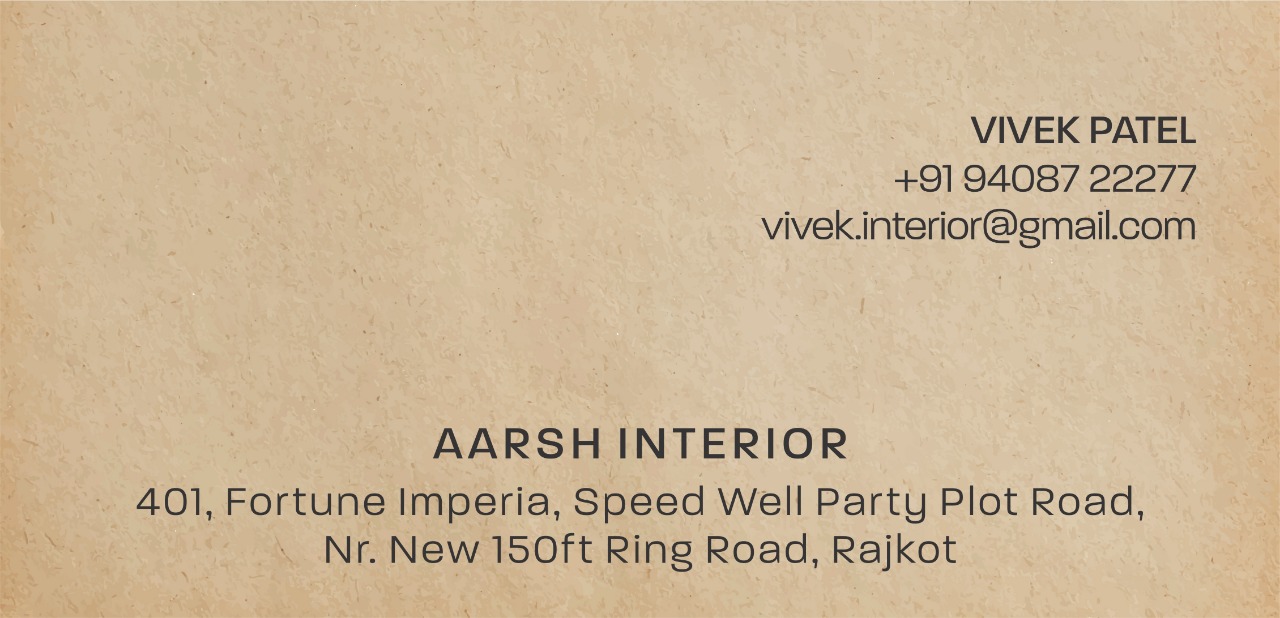 VIVEK PATEL
+91 94087 22277
vivek.interior@gmail.com
AARSH INTERIOR
401, Fortune Imperia, Speed Well Party Plot Road,
Nr. New 150ft Ring Road, Rajkot